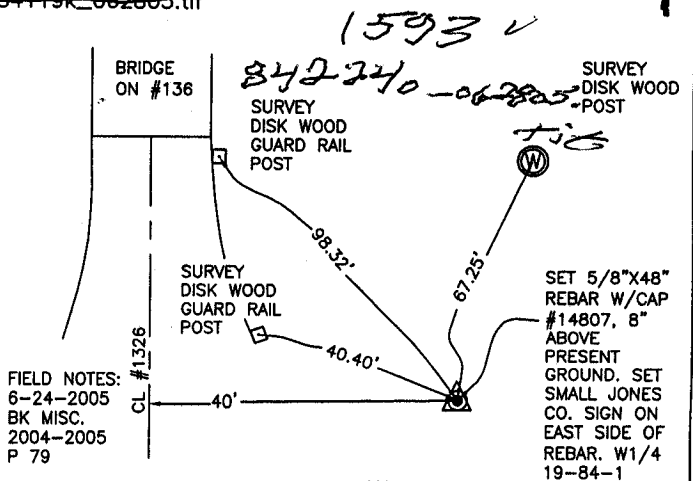 1593 ✓
842240-062805.tif
BRIDGE
ON #136
SURVEY
DISK WOOD
GUARD RAIL
POST
SURVEY
DISK WOOD
POST
W
98.32'
67.25'
SURVEY
DISK WOOD
GUARD RAIL
POST
40.40'
CL #1326
40'
SET 5/8"X48"
REBAR W/CAP
#14807, 8"
ABOVE
PRESENT
GROUND. SET
SMALL JONES
CO. SIGN ON
EAST SIDE OF
REBAR. W1/4
19-84-1
FIELD NOTES:
6-24-2005
BK MISC.
2004-2005
P 79